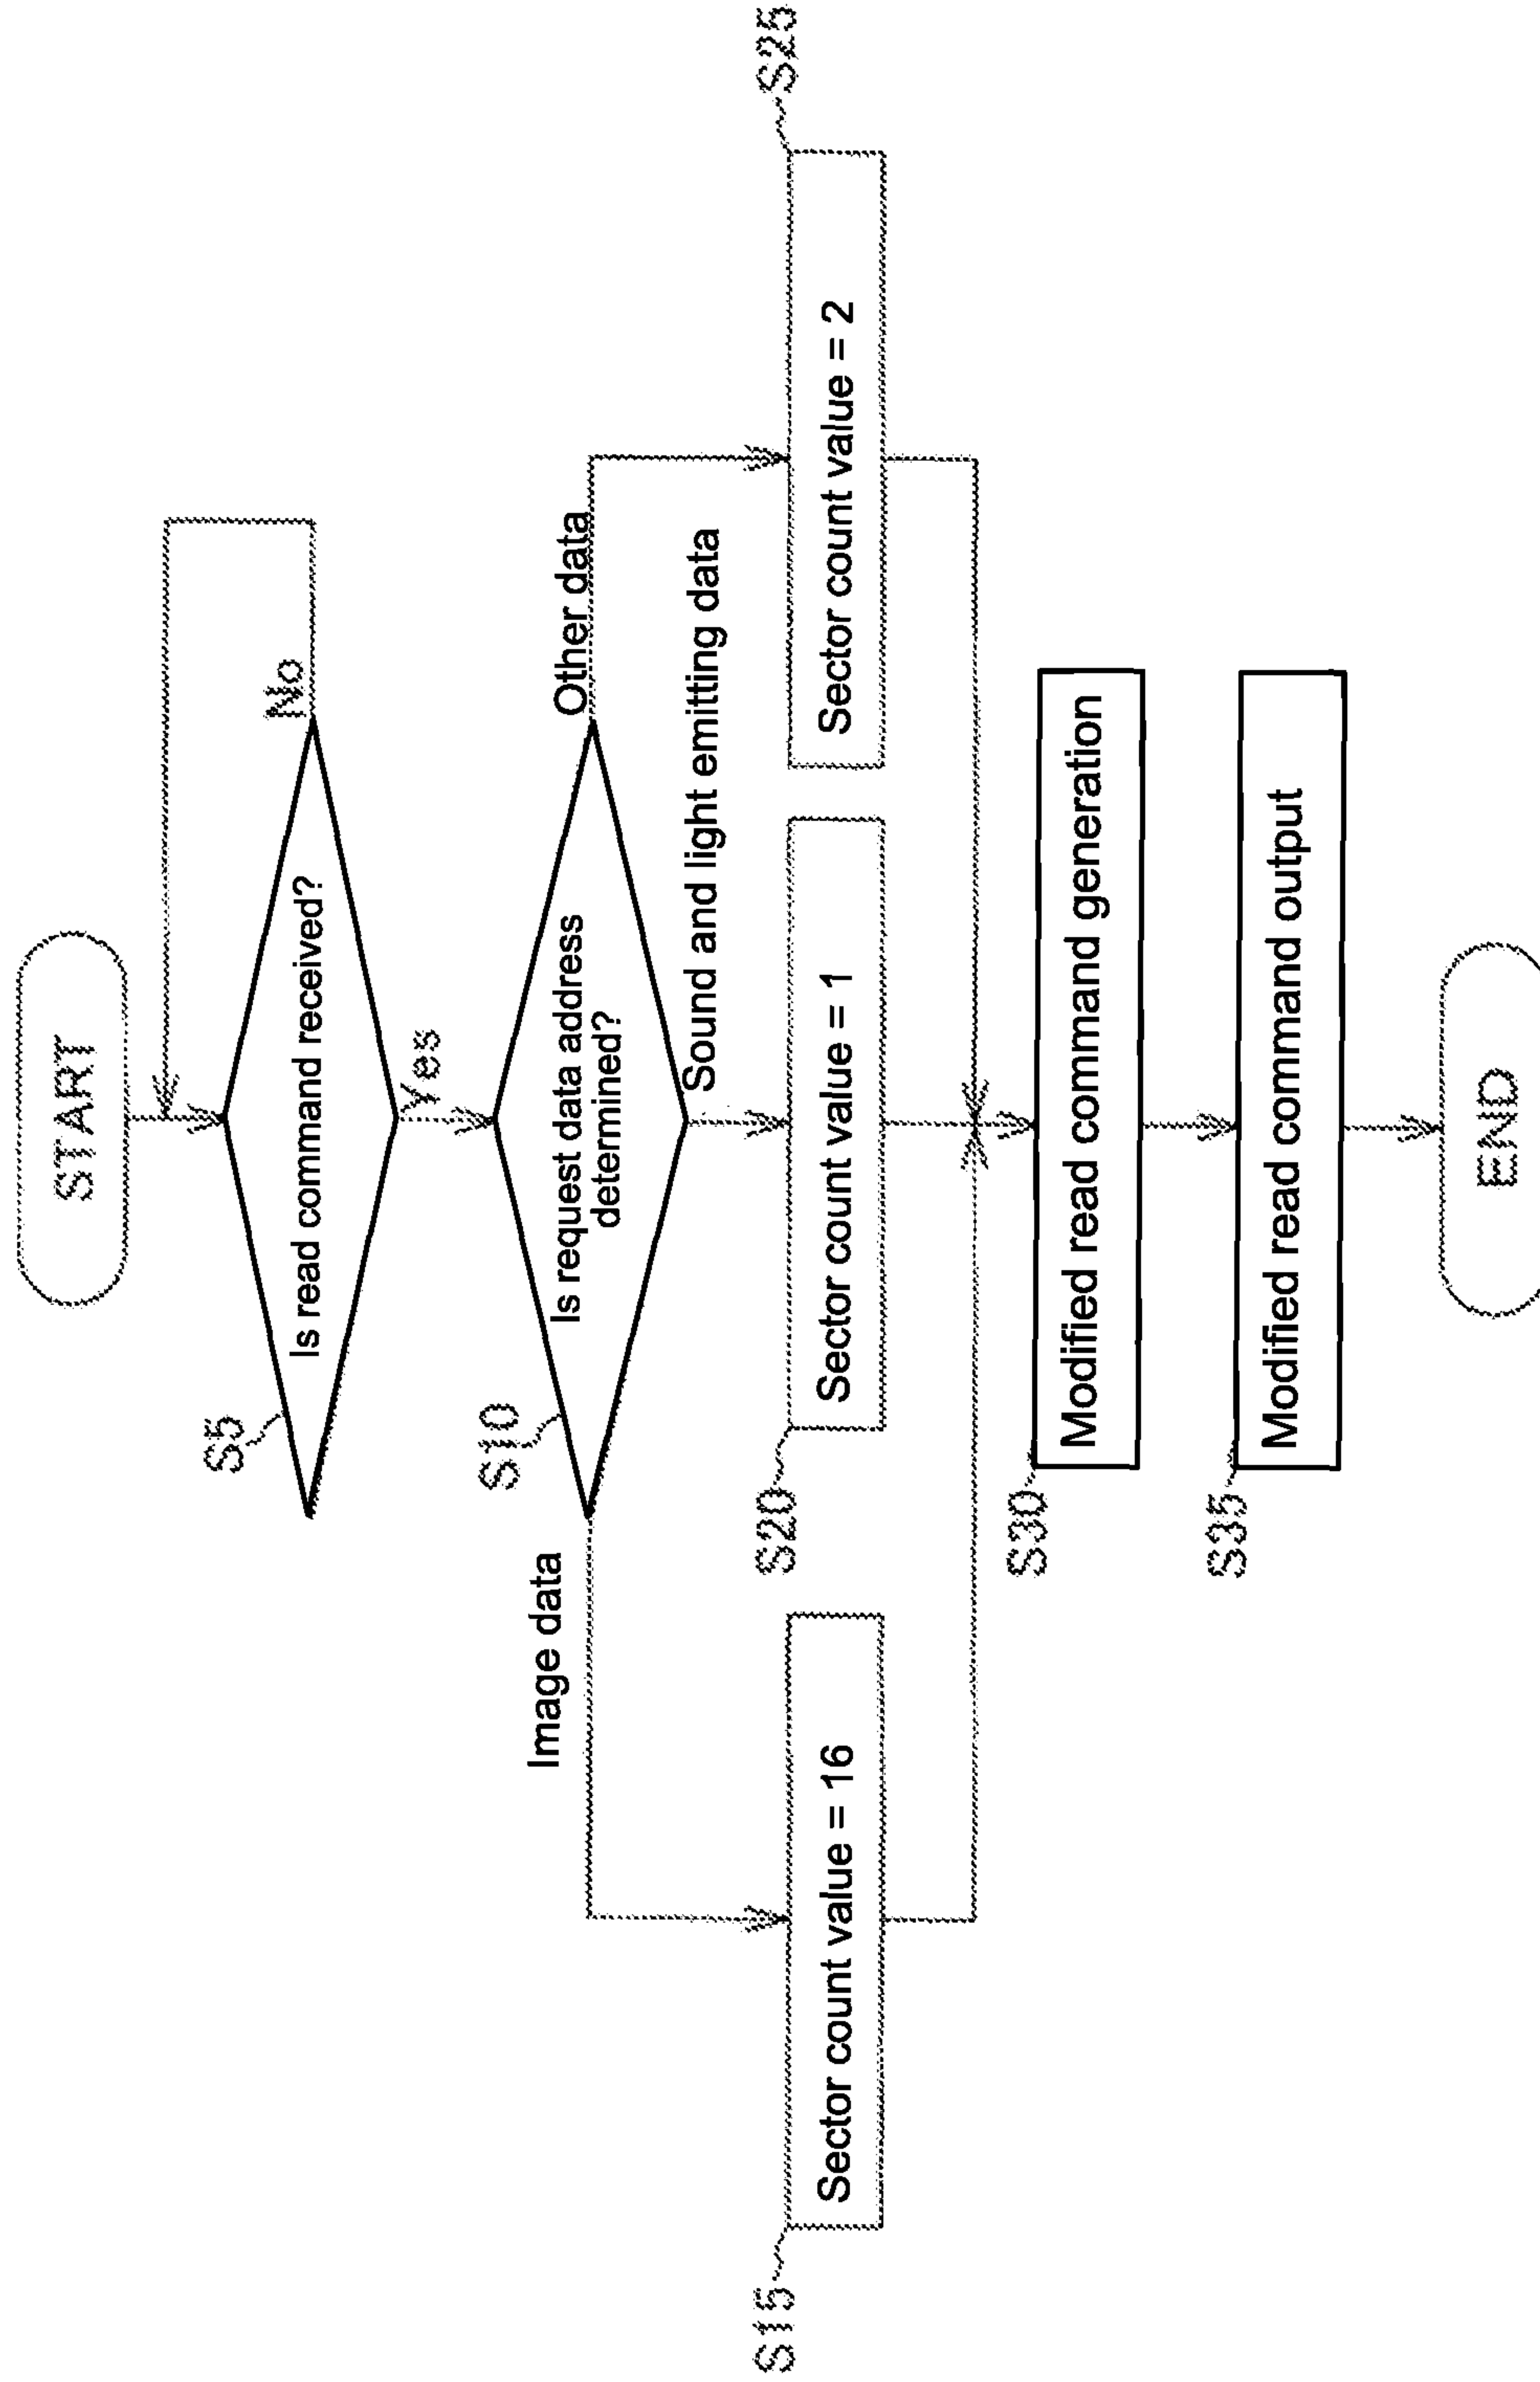 START
S5
Is read command received?
No
Yes
S10
Is request data address
determined?
Image data
Other data
Sound and light emitting data
S15
Sector count value = 16
S20
Sector count value = 1
S25
Sector count value = 2
S30
Modified read command generation
S35
Modified read command output
END